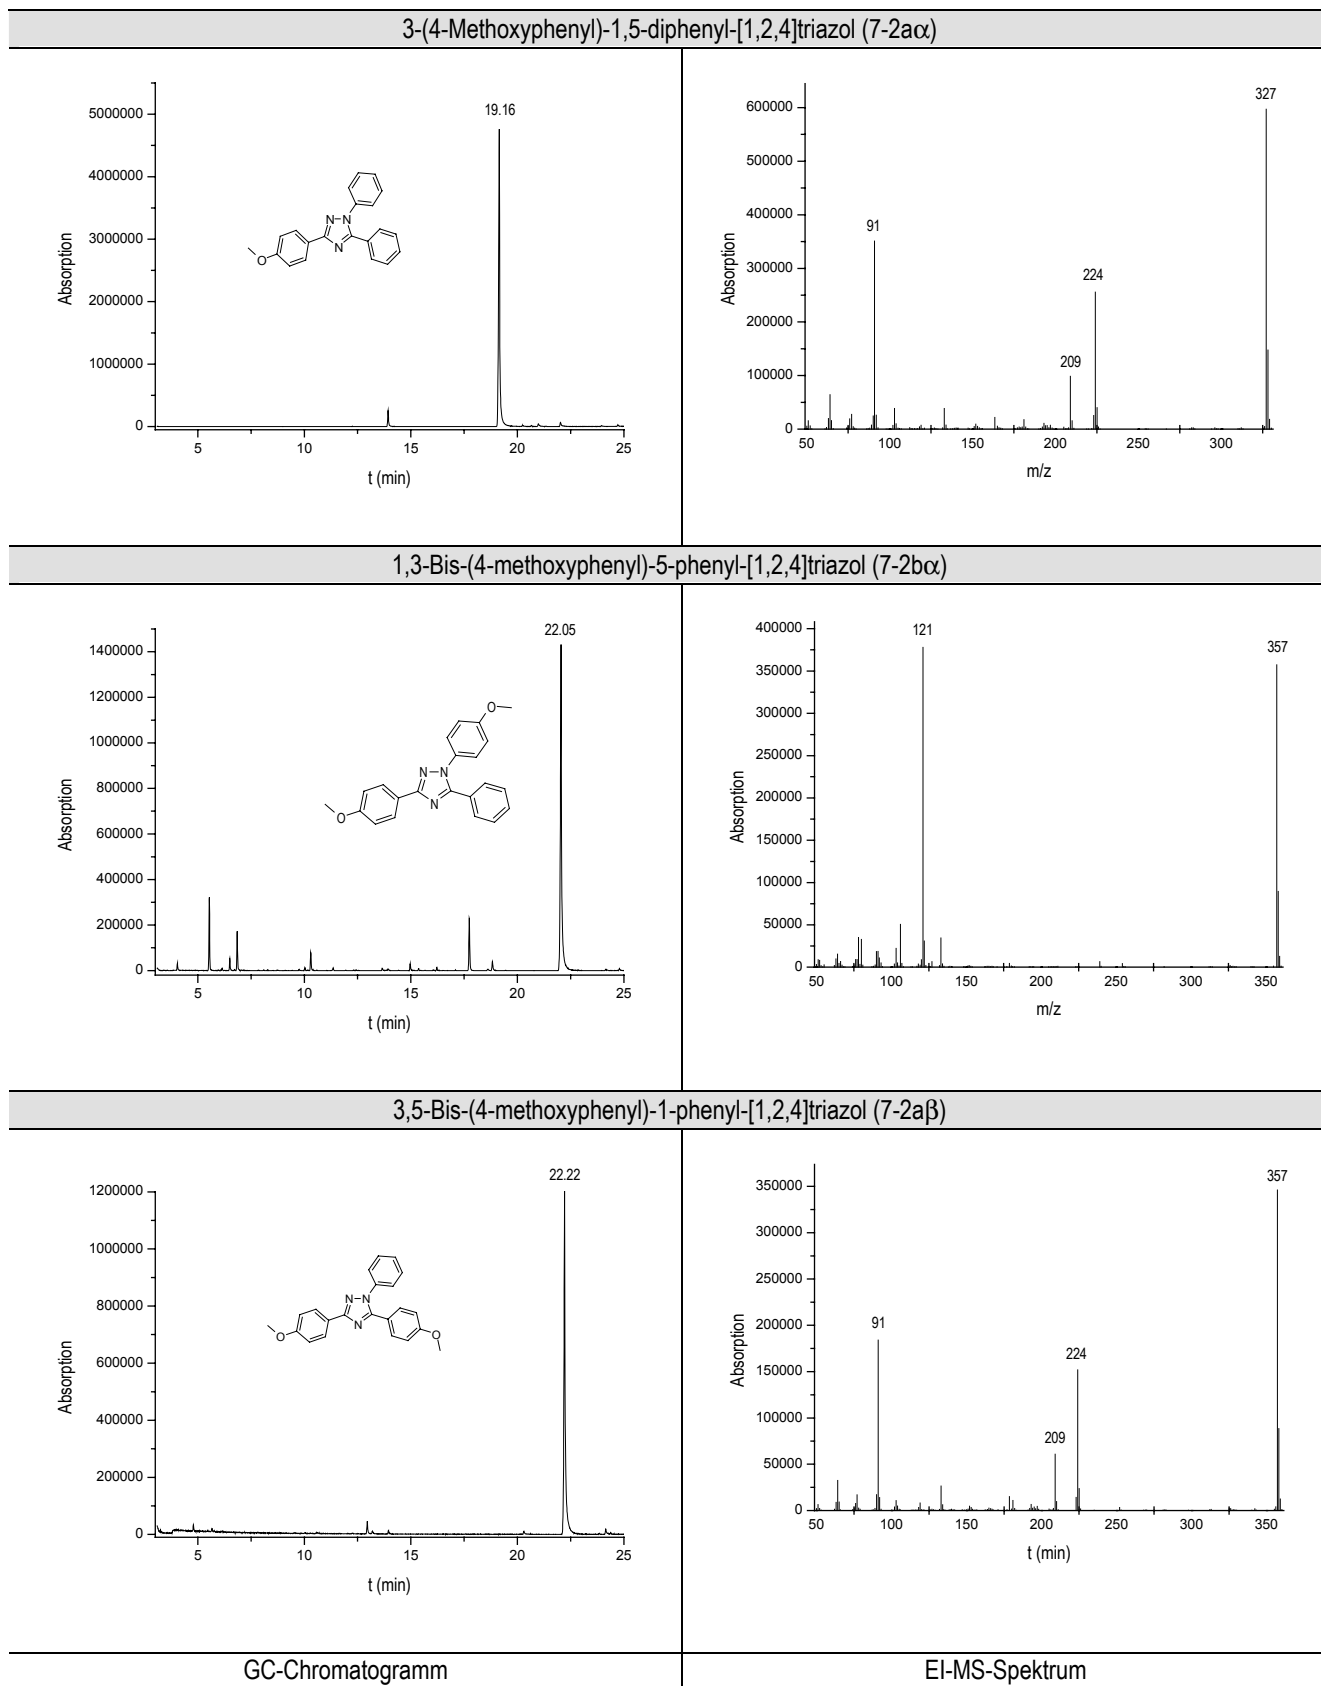 3-(4-Methoxyphenyl)-1,5-diphenyl-[1,2,4]triazol (7-2aα)
5000000
4000000
3000000
2000000
1000000
0
Absorption
19.16
N N
N
O
5 10 15 20 25
t (min)
600000
500000
400000
300000
200000
100000
0
Absorption
327
91
224
209
50 100 150 200 250 300
m/z
1,3-Bis-(4-methoxyphenyl)-5-phenyl-[1,2,4]triazol (7-2bα)
1400000
1200000
1000000
800000
600000
400000
200000
0
Absorption
22.05
O
N N
N
O
5 10 15 20 25
t (min)
400000
350000
300000
250000
200000
150000
100000
50000
0
Absorption
121
357
50 100 150 200 250 300 350
m/z
3,5-Bis-(4-methoxyphenyl)-1-phenyl-[1,2,4]triazol (7-2aβ)
1200000
1000000
800000
600000
400000
200000
0
Absorption
22.22
N N
N
O O
5 10 15 20 25
t (min)
350000
300000
250000
200000
150000
100000
50000
0
Absorption
357
91
224
209
50 100 150 200 250 300 350
t (min)
GC-Chromatogramm EI-MS-Spektrum